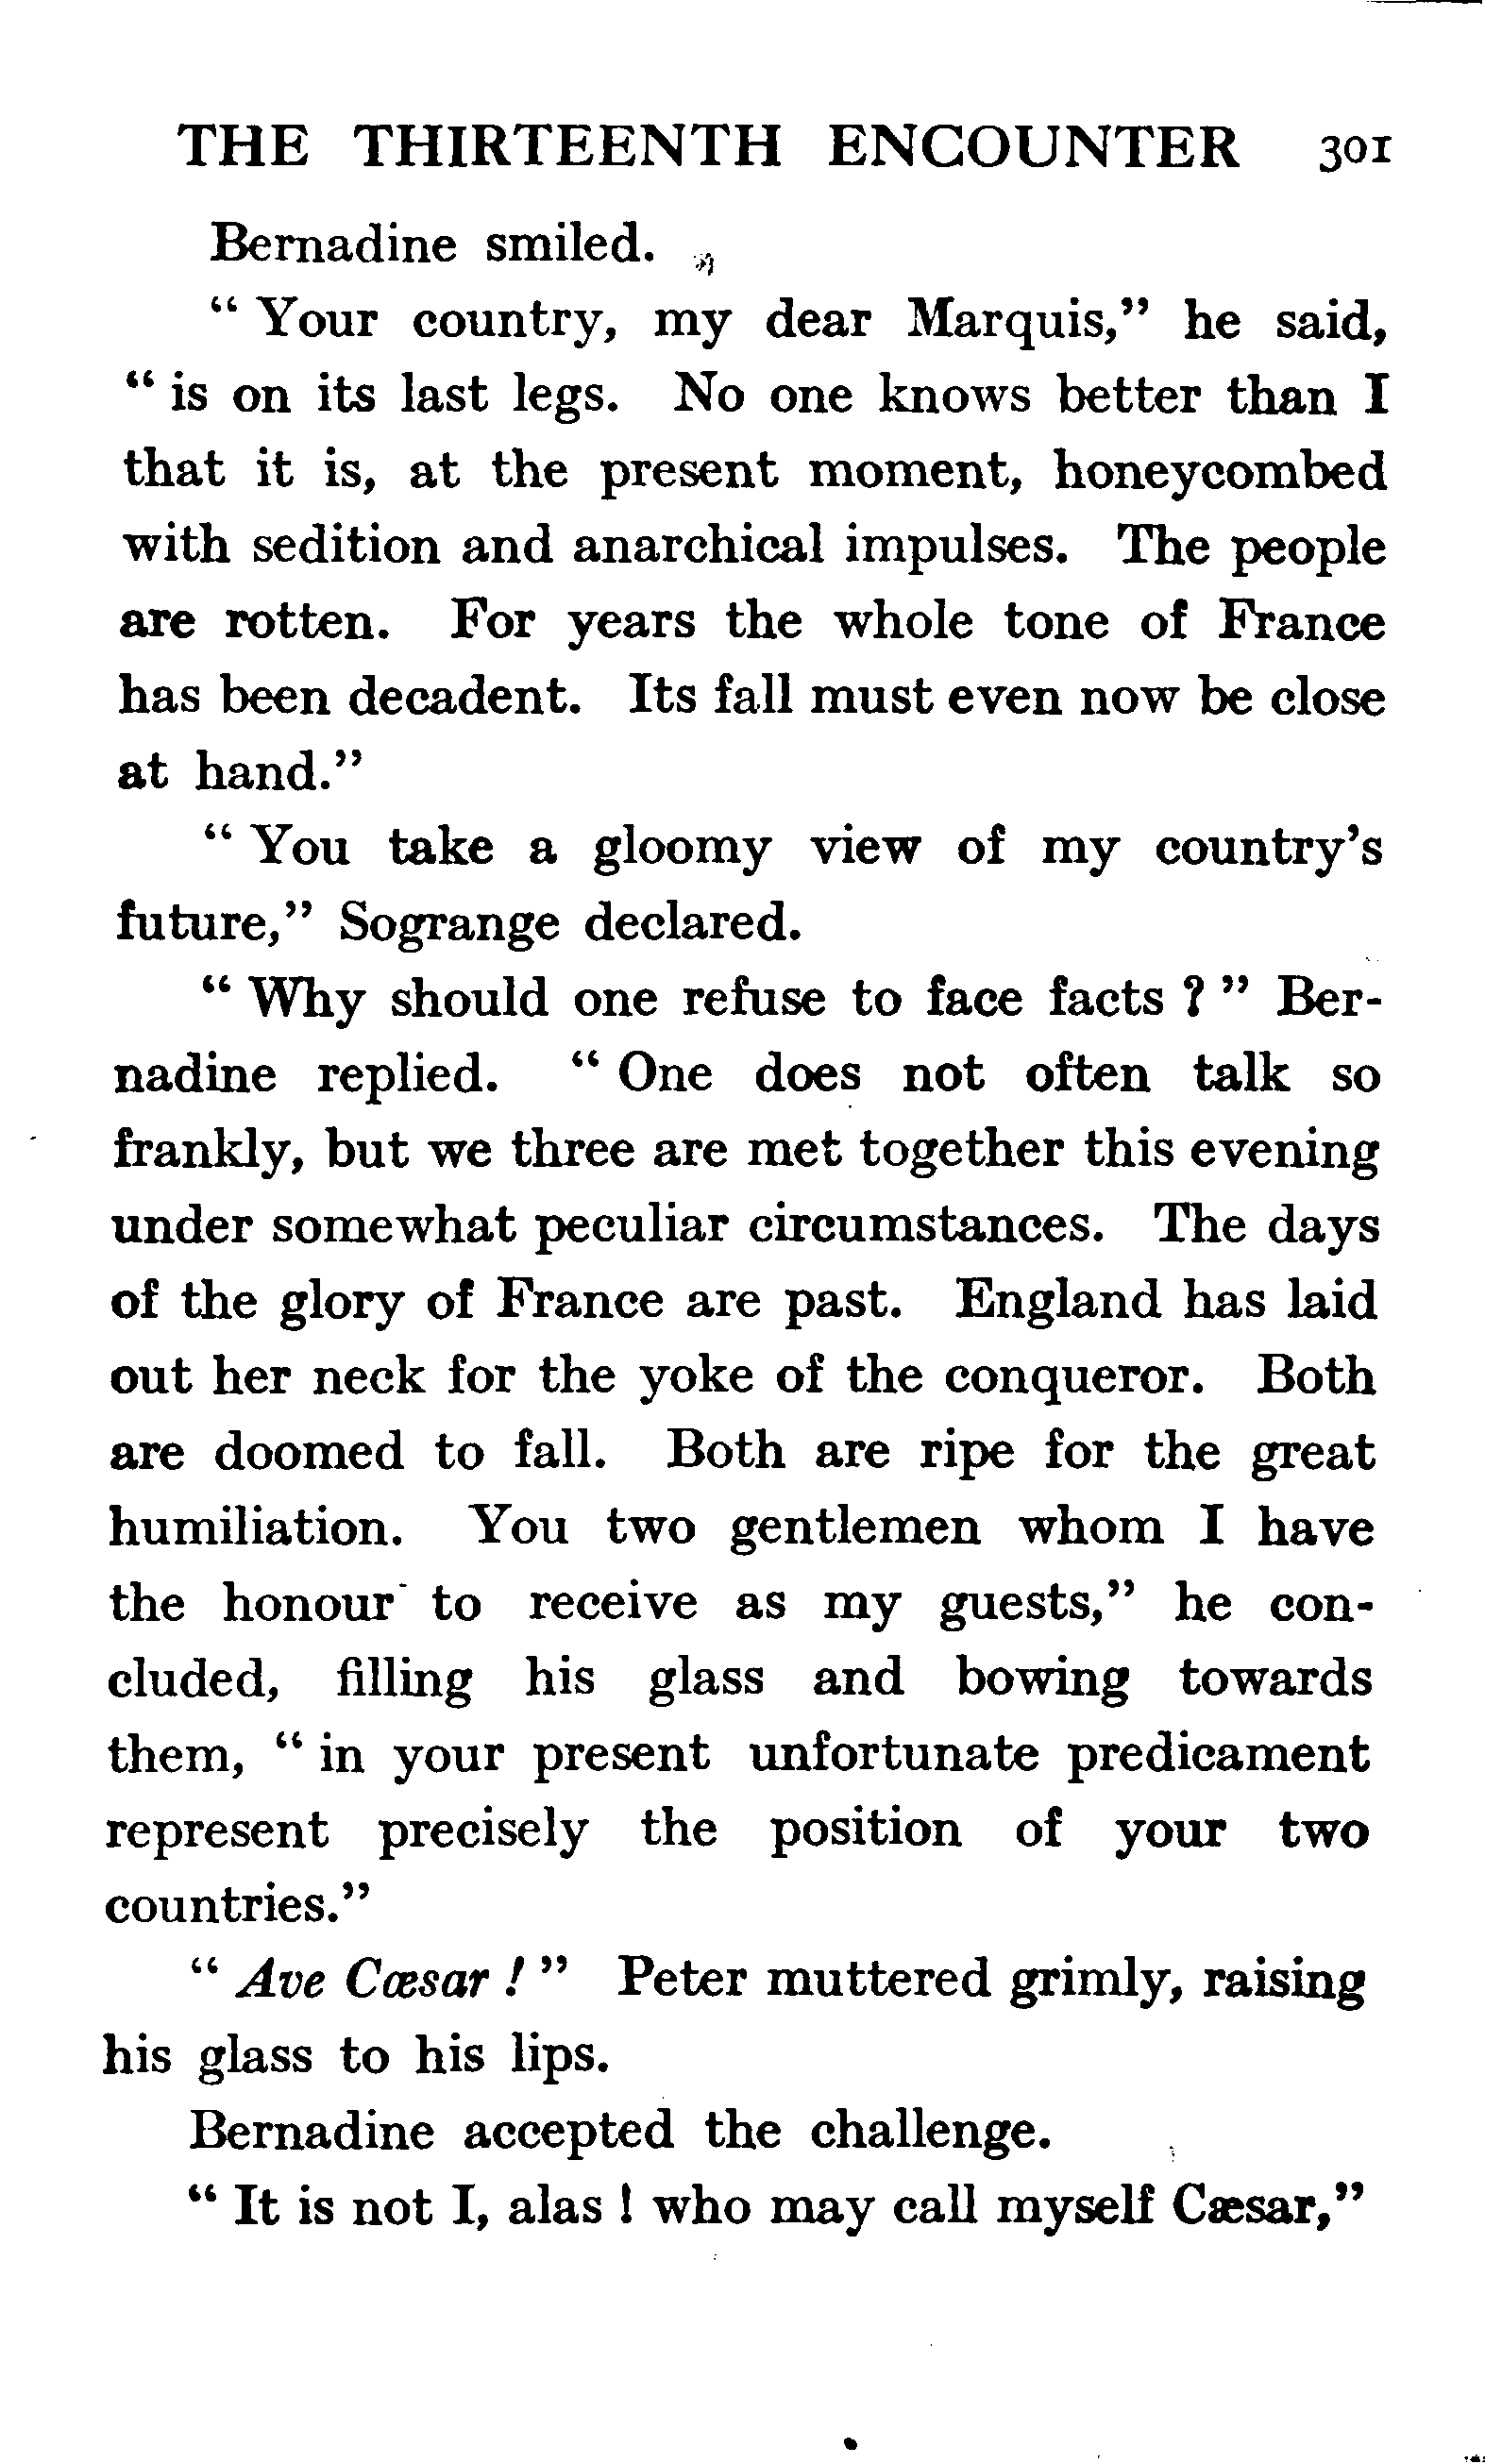 THE THIRTEENTH ENCOUNTER 301
Bernadine smiled.
“ Your country, my dear Marquis,” he said,
“ is on its last legs. No one knows better than I
that it is, at the present moment, honeycombed
with sedition and anarchical impulses. The people
are rotten. For years the whole tone of France
has been decadent. Its fall must even now be close
at hand.”
“ You take a gloomy view of my country’s
future,” Sogrange declared.
“ Why should one refuse to face facts ? ” Ber-
nadine replied. “ One does not often talk so
frankly, but we three are met together this evening
under somewhat peculiar circumstances. The days
of the glory of France are past. England has laid
out her neck for the yoke of the conqueror. Both
are doomed to fall. Both are ripe for the great
humiliation. You two gentlemen whom I have
the honour to receive as my guests,” he con-
cluded, filling his glass and bowing towards
them, “ in your present unfortunate predicament
represent precisely the position of your two
countries.”
“ Ave Cæsar ! ” Peter muttered grimly, raising
his glass to his lips.
Bernadine accepted the challenge.
“ It is not I, alas ! who may call myself Cæsar,”